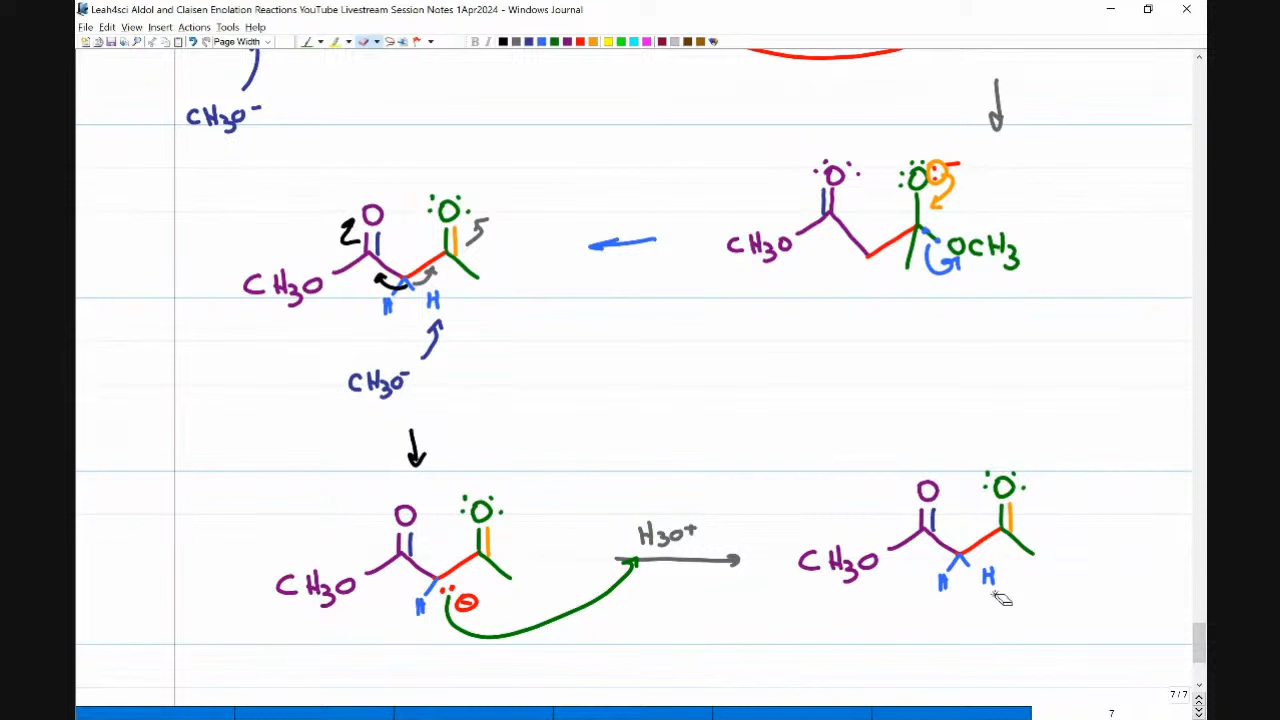 Leah4sci Aldol and Claisen Enolation Reactions YouTube Livestream Session Notes 1Apr2024 - Windows Journal
File Edit View Insert Actions Tools Help
Page Width
B I
CH3O−
:O: :O:−
CH3O OCH3
2 O :O: 5
CH3O
H H
CH3O−
O :O:
CH3O
H :⊖
H3O+
O :O:
CH3O
H H
7 / 7
7